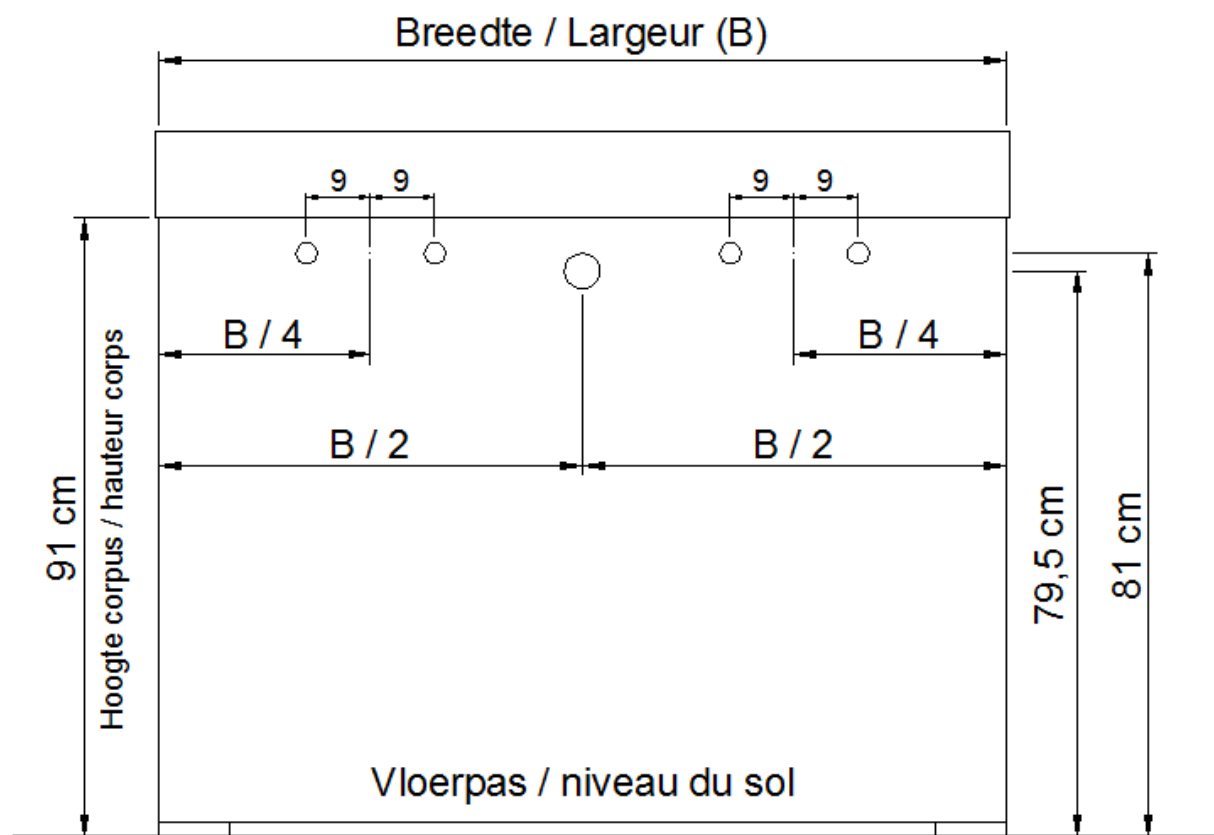 Breedte / Largeur (B)
9
9
9
9
B / 4
B / 4
B / 2
B / 2
91 cm
Hoogte corpus / hauteur corps
79,5 cm
81 cm
Vloerpas / niveau du sol